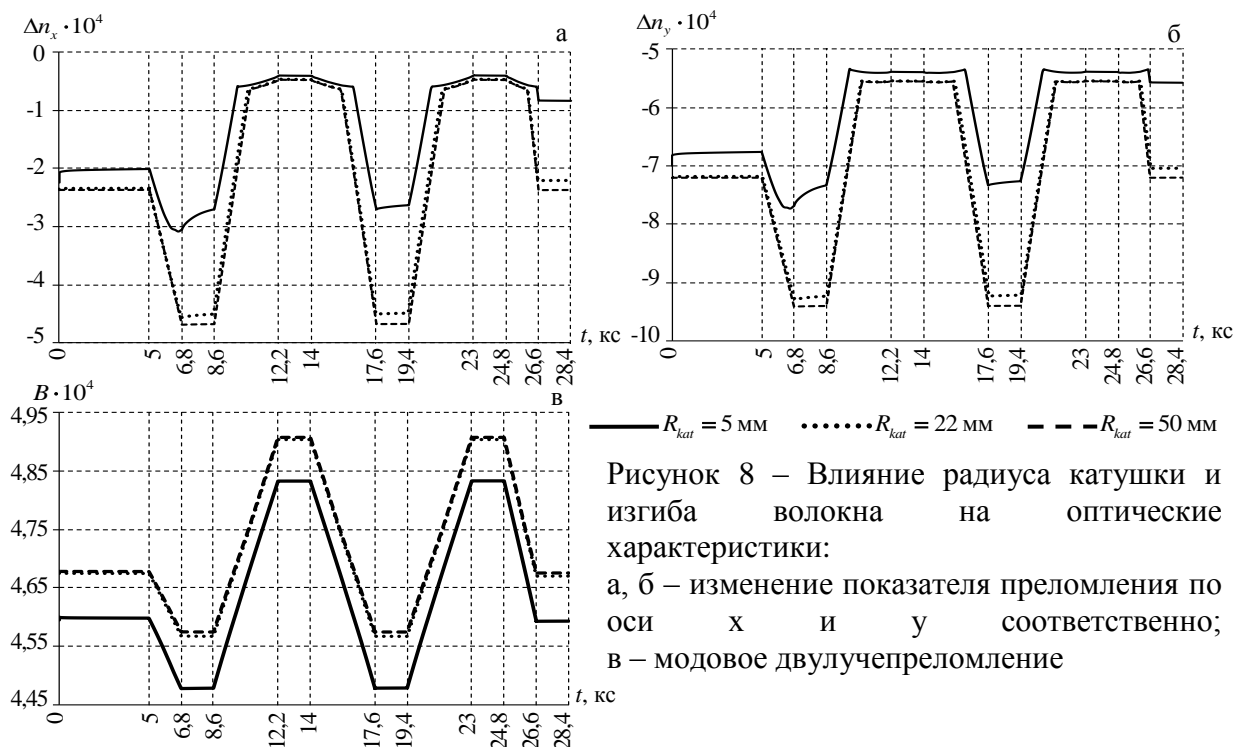 Δnₓ · 10⁴
а
0
-1
-2
-3
-4
-5
t, кс
0 5 6,8 8,6 12,2 14 17,6 19,4 23 24,8 26,6 28,4
Δn_y · 10⁴
б
-5
-6
-7
-8
-9
-10
t, кс
0 5 6,8 8,6 12,2 14 17,6 19,4 23 24,8 26,6 28,4
B · 10⁴
в
4,95
4,85
4,75
4,65
4,55
4,45
t, кс
0 5 6,8 8,6 12,2 14 17,6 19,4 23 24,8 26,6 28,4
R_kat = 5 мм R_kat = 22 мм R_kat = 50 мм
Рисунок 8 – Влияние радиуса катушки и
изгиба волокна на оптические
характеристики:
а, б – изменение показателя преломления по
оси x и y соответственно;
в – модовое двулучепреломление